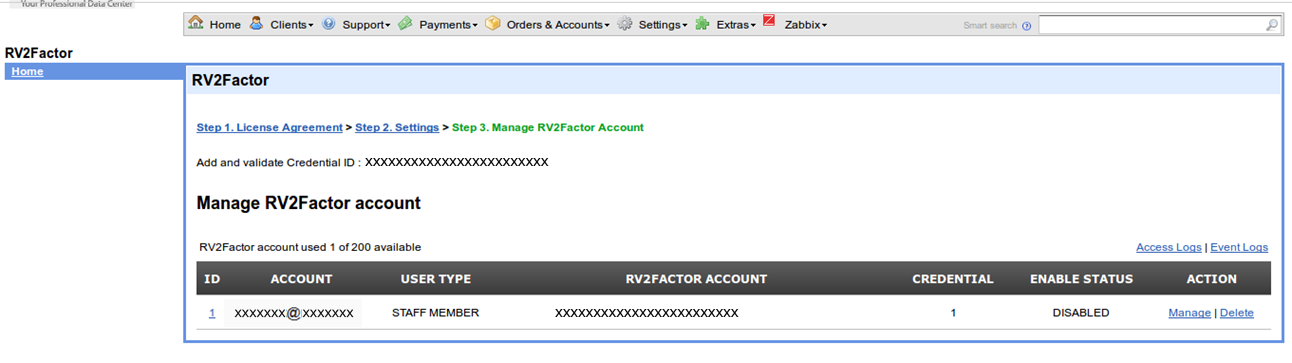 Your Professional Data Center
Home Clients Support Payments Orders & Accounts Settings Extras Z Zabbix Smart search ?
RV2Factor
Home
RV2Factor
Step 1. License Agreement > Step 2. Settings > Step 3. Manage RV2Factor Account
Add and validate Credential ID : XXXXXXXXXXXXXXXXXXXXXXXX
Manage RV2Factor account
RV2Factor account used 1 of 200 available Access Logs | Event Logs
ID ACCOUNT USER TYPE RV2FACTOR ACCOUNT CREDENTIAL ENABLE STATUS ACTION
1 XXXXXXX@XXXXXXX STAFF MEMBER XXXXXXXXXXXXXXXXXXXXXXXX 1 DISABLED Manage | Delete